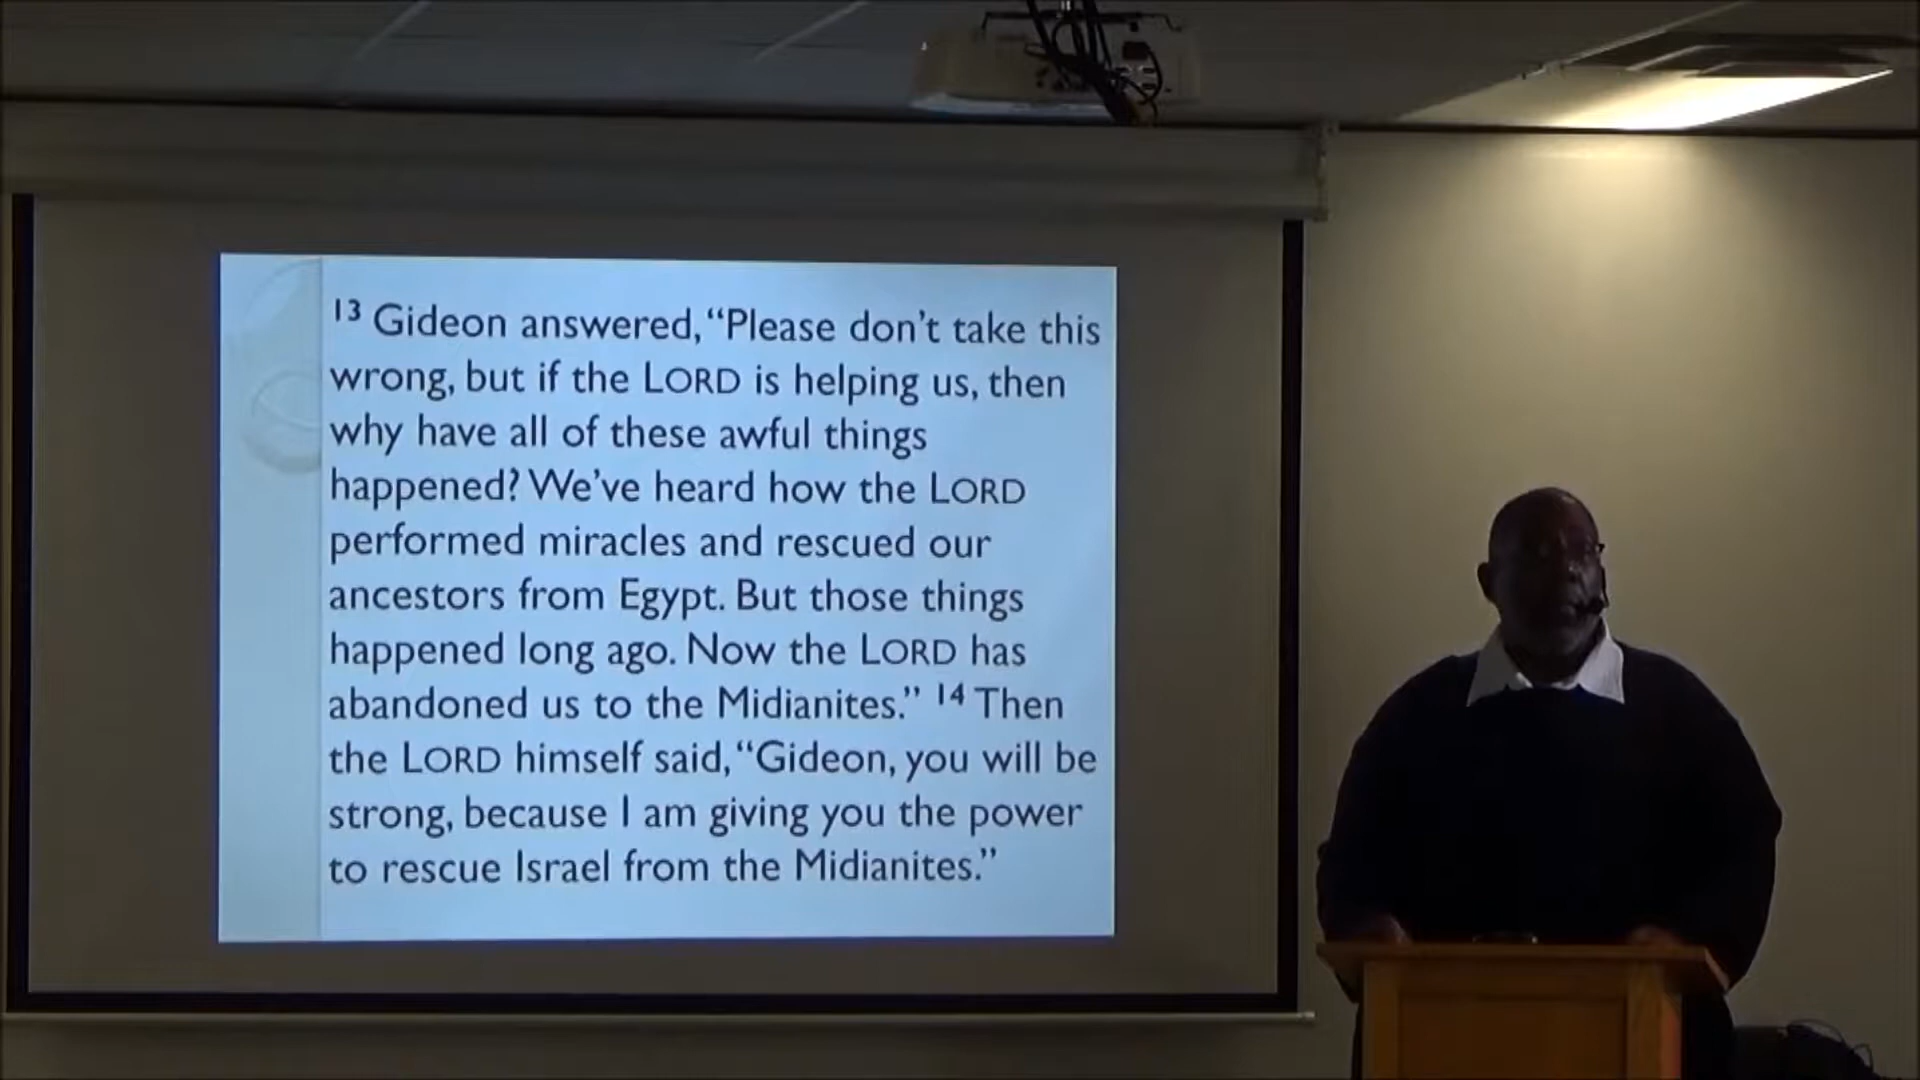 13 Gideon answered, “Please don’t take this
wrong, but if the LORD is helping us, then
why have all of these awful things
happened? We’ve heard how the LORD
performed miracles and rescued our
ancestors from Egypt. But those things
happened long ago. Now the LORD has
abandoned us to the Midianites.” 14 Then
the LORD himself said, “Gideon, you will be
strong, because I am giving you the power
to rescue Israel from the Midianites.”